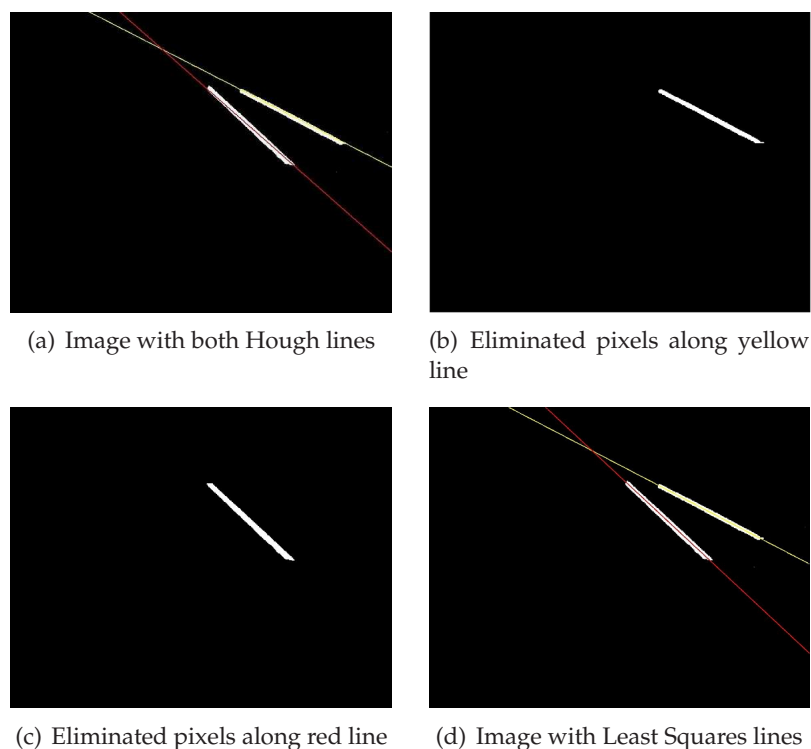 (a) Image with both Hough lines
(b) Eliminated pixels along yellow
line
(c) Eliminated pixels along red line
(d) Image with Least Squares lines